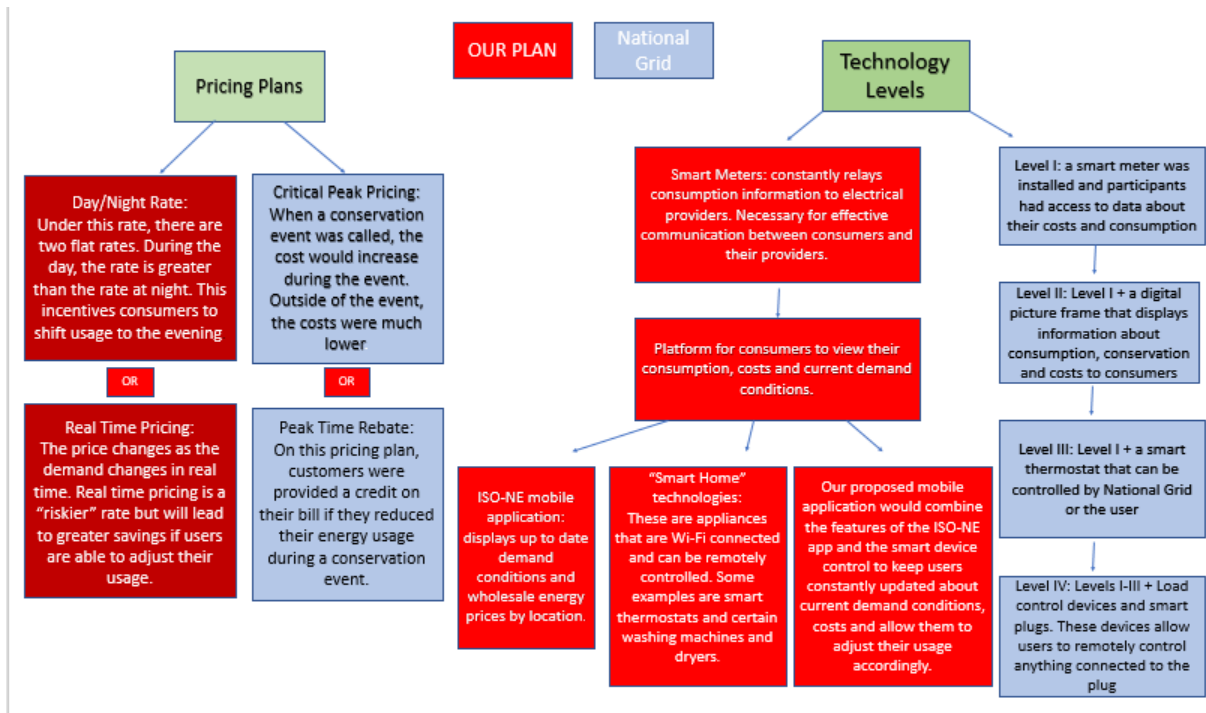 OUR PLAN
National
Grid
Pricing Plans
Technology
Levels
Day/Night Rate:
Under this rate, there are
two flat rates. During the
day, the rate is greater
than the rate at night. This
incentives consumers to
shift usage to the evening
OR
Real Time Pricing:
The price changes as the
demand changes in real
time. Real time pricing is a
“riskier” rate but will lead
to greater savings if users
are able to adjust their
usage.
Critical Peak Pricing:
When a conservation
event was called, the
cost would increase
during the event.
Outside of the event,
the costs were much
lower.
OR
Peak Time Rebate:
On this pricing plan,
customers were
provided a credit on
their bill if they reduced
their energy usage
during a conservation
event.
Smart Meters: constantly relays
consumption information to electrical
providers. Necessary for effective
communication between consumers and
their providers.
Platform for consumers to view their
consumption, costs and current demand
conditions.
ISO-NE mobile
application:
displays up to date
demand
conditions and
wholesale energy
prices by location.
“Smart Home”
technologies:
These are appliances
that are Wi-Fi connected
and can be remotely
controlled. Some
examples are smart
thermostats and certain
washing machines and
dryers.
Our proposed mobile
application would combine
the features of the ISO-NE
app and the smart device
control to keep users
constantly updated about
current demand conditions,
costs and allow them to
adjust their usage
accordingly.
Level I: a smart meter was
installed and participants
had access to data about
their costs and consumption
Level II: Level I + a digital
picture frame that displays
information about
consumption, conservation
and costs to consumers
Level III: Level I + a smart
thermostat that can be
controlled by National Grid
or the user
Level IV: Levels I-III + Load
control devices and smart
plugs. These devices allow
users to remotely control
anything connected to the
plug